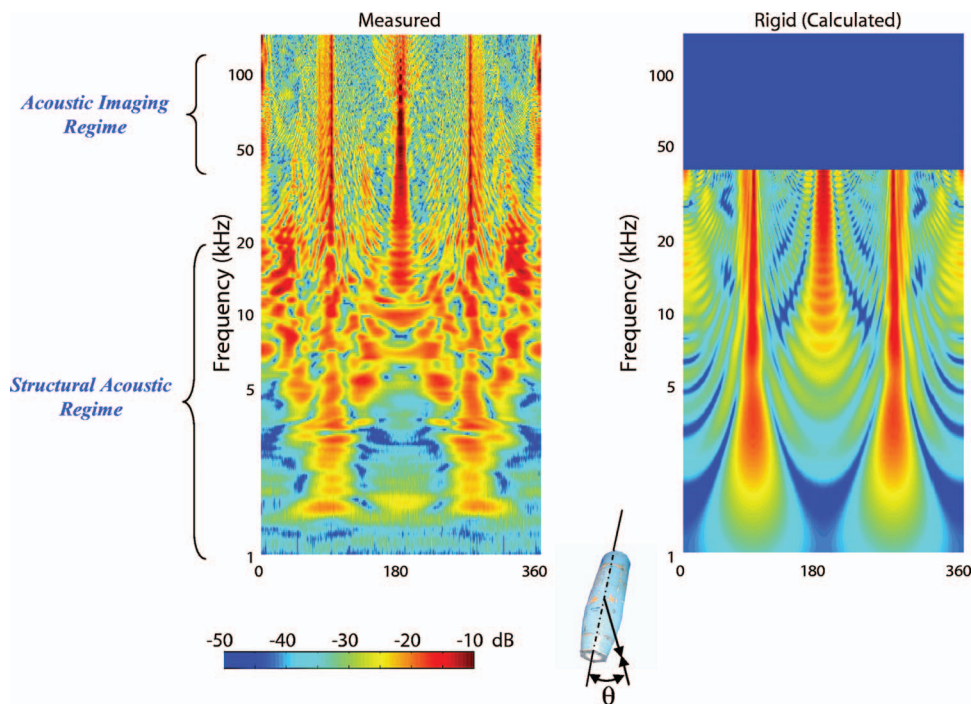 Measured
Rigid (Calculated)
Acoustic Imaging
Regime
Structural Acoustic
Regime
Frequency (kHz)
100
50
20
10
5
1
0
180
360
Frequency (kHz)
100
50
20
10
5
1
0
180
360
-50
-40
-30
-20
-10
dB
θ